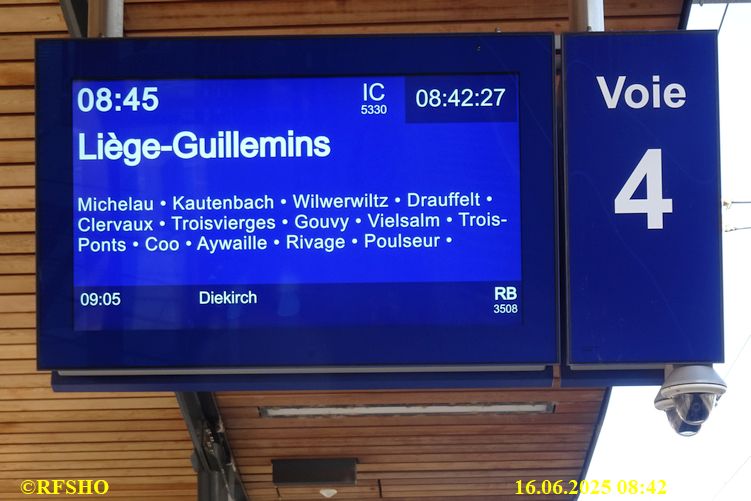 08:45 IC 08:42:27
5330
Liège-Guillemins
Michelau • Kautenbach • Wilwerwiltz • Drauffelt •
Clervaux • Troisvierges • Gouvy • Vielsalm • Trois-
Ponts • Coo • Aywaille • Rivage • Poulseur •
09:05 Diekirch RB
3508
Voie
4
©RFSHO
16.06.2025 08:42